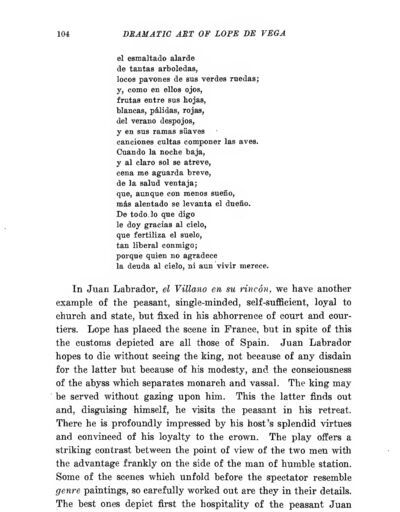 104 DRAMATIC ART OF LOPE DE VEGA
el esmaltado alarde
de tantas arboledas,
locos pavones de sus verdes ruedas;
y, como en ellos ojos,
frutas entre sus hojas,
blancas, pálidas, rojas,
del verano despojos,
y en sus ramas süaves
canciones cultas componer las aves.
Cuando la noche baja,
y al claro sol se atreve,
cena me aguarda breve,
de la salud ventaja;
que, aunque con menos sueño,
más alentado se levanta el dueño.
De todo lo que digo
le doy gracias al cielo,
que fertiliza el suelo,
tan liberal conmigo;
porque quien no agradece
la deuda al cielo, ni aun vivir merece.
In Juan Labrador, el Villano en su rincón, we have another
example of the peasant, single-minded, self-sufficient, loyal to
church and state, but fixed in his abhorrence of court and cour-
tiers. Lope has placed the scene in France, but in spite of this
the customs depicted are all those of Spain. Juan Labrador
hopes to die without seeing the king, not because of any disdain
for the latter but because of his modesty, and the consciousness
of the abyss which separates monarch and vassal. The king may
be served without gazing upon him. This the latter finds out
and, disguising himself, he visits the peasant in his retreat.
There he is profoundly impressed by his host's splendid virtues
and convinced of his loyalty to the crown. The play offers a
striking contrast between the point of view of the two men with
the advantage frankly on the side of the man of humble station.
Some of the scenes which unfold before the spectator resemble
genre paintings, so carefully worked out are they in their details.
The best ones depict first the hospitality of the peasant Juan